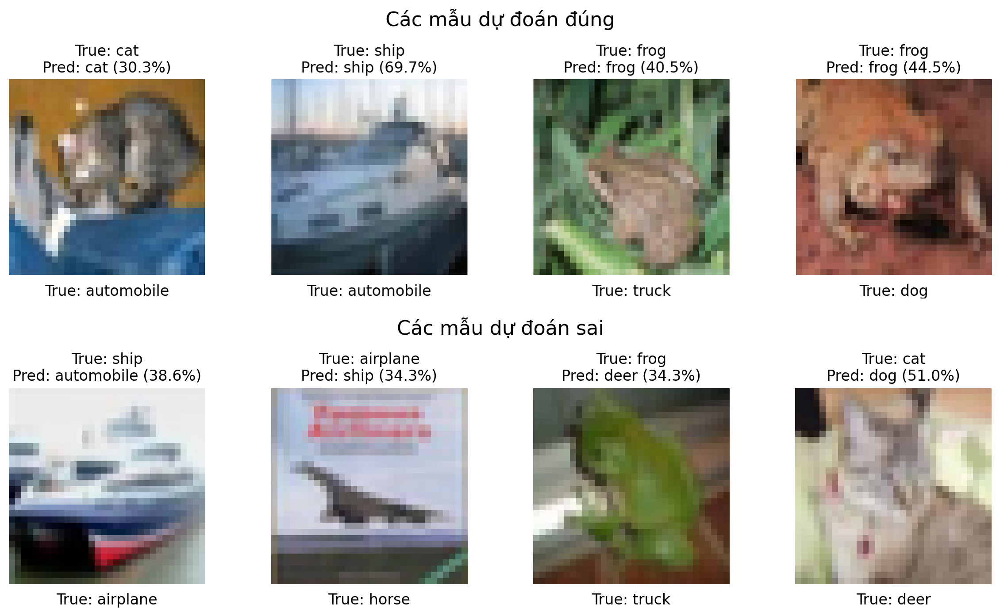 Các mẫu dự đoán đúng
True: cat
Pred: cat (30.3%)
True: ship
Pred: ship (69.7%)
True: frog
Pred: frog (40.5%)
True: frog
Pred: frog (44.5%)
True: automobile
True: automobile
True: truck
True: dog
Các mẫu dự đoán sai
True: ship
Pred: automobile (38.6%)
True: airplane
Pred: ship (34.3%)
True: frog
Pred: deer (34.3%)
True: cat
Pred: dog (51.0%)
True: airplane
True: horse
True: truck
True: deer